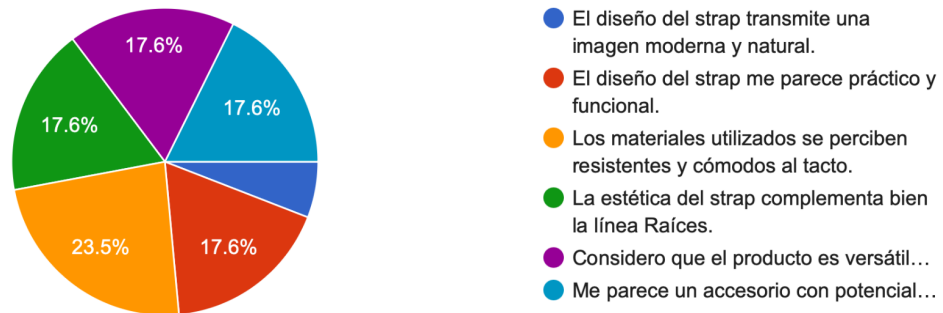 17.6%
17.6%
17.6%
23.5%
17.6%
El diseño del strap transmite una
imagen moderna y natural.
El diseño del strap me parece práctico y
funcional.
Los materiales utilizados se perciben
resistentes y cómodos al tacto.
La estética del strap complementa bien
la línea Raíces.
Considero que el producto es versátil…
Me parece un accesorio con potencial…